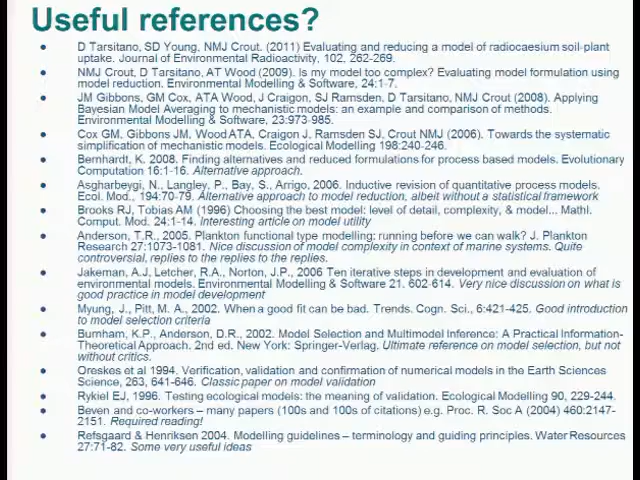 Useful references?
• D Tarsitano, SD Young, NMJ Crout. (2011) Evaluating and reducing a model of radiocaesium soil-plant
uptake. Journal of Environmental Radioactivity, 102, 262-269.
• NMJ Crout, D Tarsitano, AT Wood (2009). Is my model too complex? Evaluating model formulation using
model reduction. Environmental Modelling & Software, 24:1-7.
• JM Gibbons, GM Cox, ATA Wood, J Craigon, SJ Ramsden, D Tarsitano, NMJ Crout (2008). Applying
Bayesian Model Averaging to mechanistic models: an example and comparison of methods.
Environmental Modelling & Software, 23:973-985.
• Cox GM, Gibbons JM, Wood ATA, Craigon J, Ramsden SJ, Crout NMJ (2006). Towards the systematic
simplification of mechanistic models. Ecological Modelling 198:240-246.
• Bernhardt, K. 2008. Finding alternatives and reduced formulations for process based models. Evolutionary
Computation 16:1-16. Alternative approach.
• Asgharbeygi, N., Langley, P., Bay, S., Arrigo, 2006. Inductive revision of quantitative process models.
Ecol. Mod., 194:70-79. Alternative approach to model reduction, albeit without a statistical framework
• Brooks RJ, Tobias AM (1996) Choosing the best model: level of detail, complexity, & model... Mathl.
Comput. Mod. 24:1-14. Interesting article on model utility
• Anderson, T.R., 2005. Plankton functional type modelling: running before we can walk? J. Plankton
Research 27:1073-1081. Nice discussion of model complexity in context of marine systems. Quite
controversial, replies to the replies to the replies.
• Jakeman, A.J, Letcher, R.A., Norton, J.P., 2006 Ten iterative steps in development and evaluation of
environmental models. Environmental Modelling & Software 21. 602-614. Very nice discussion on what is
good practice in model development
• Myung, J., Pitt, M. A., 2002. When a good fit can be bad. Trends. Cogn. Sci., 6:421-425. Good introduction
to model selection criteria
• Burnham, K.P., Anderson, D.R., 2002. Model Selection and Multimodel Inference: A Practical Information-
Theoretical Approach. 2nd ed. New York: Springer-Verlag. Ultimate reference on model selection, but not
without critics.
• Oreskes et al 1994. Verification, validation and confirmation of numerical models in the Earth Sciences
Science, 263, 641-646. Classic paper on model validation
• Rykiel EJ, 1996. Testing ecological models: the meaning of validation. Ecological Modelling 90, 229-244.
• Beven and co-workers – many papers (100s and 100s of citations) e.g. Proc. R. Soc A (2004) 460:2147-
2151. Required reading!
• Refsgaard & Henriksen 2004. Modelling guidelines – terminology and guiding principles. Water Resources
27:71-82. Some very useful ideas